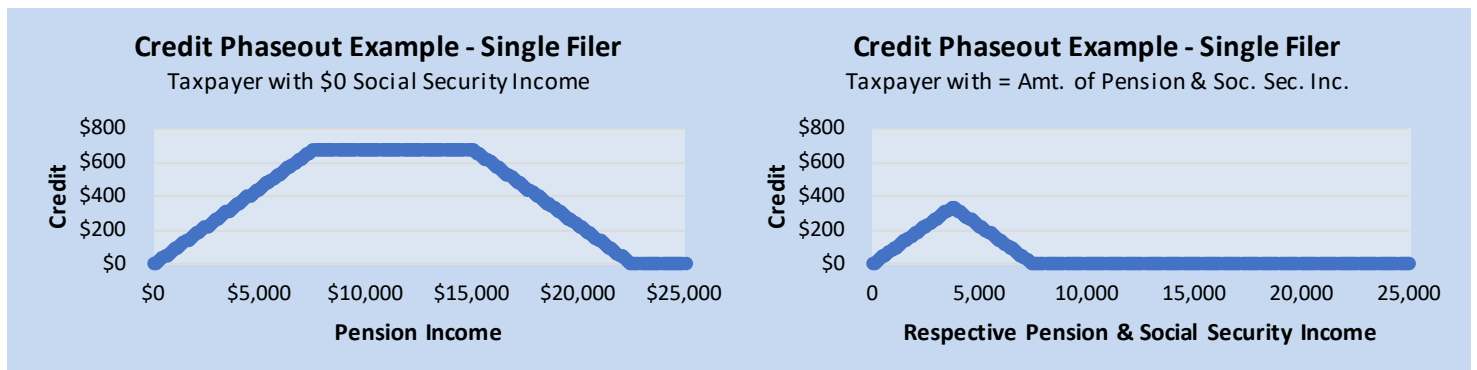 Credit Phaseout Example - Single Filer
Taxpayer with $0 Social Security Income
$800
$600
$400
$200
$0
Credit
$0 $5,000 $10,000 $15,000 $20,000 $25,000
Pension Income
Credit Phaseout Example - Single Filer
Taxpayer with = Amt. of Pension & Soc. Sec. Inc.
$800
$600
$400
$200
$0
Credit
0 5,000 10,000 15,000 20,000 25,000
Respective Pension & Social Security Income